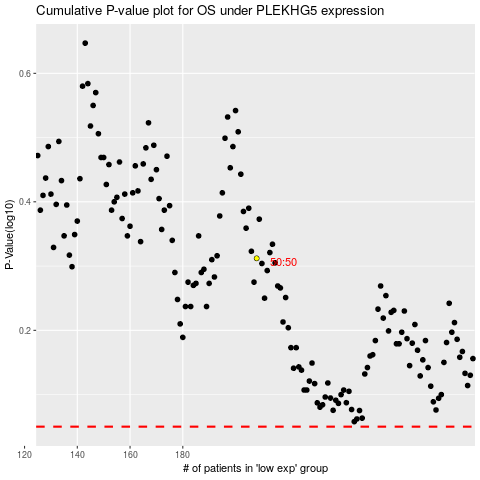 Cumulative P-value plot for OS under PLEKHG5 expression
P-Value(log10)
0.6
0.4
0.2
50:50
120 140 160 180
# of patients in 'low exp' group